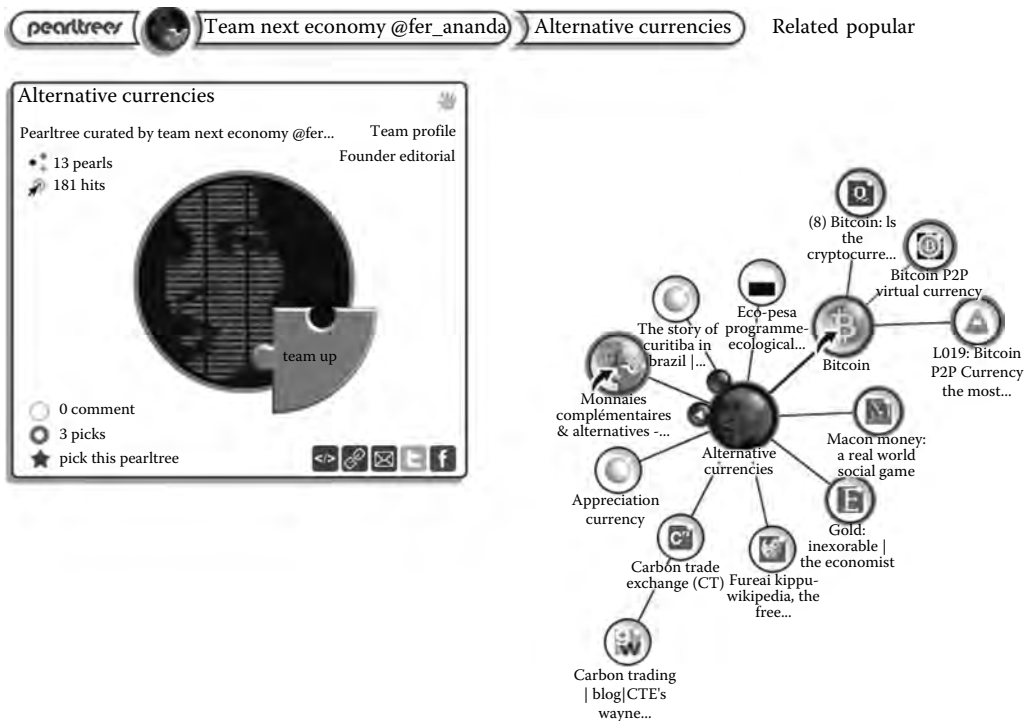 pearltrees
Team next economy @fer_ananda
Alternative currencies
Related popular
Alternative currencies
Pearltree curated by team next economy @fer...
Team profile
Founder editorial
13 pearls
181 hits
team up
0 comment
3 picks
pick this pearltree
</>
t
f
Q
(8) Bitcoin: Is
the
cryptocurre...
Bitcoin P2P
virtual currency
L019: Bitcoin
P2P Currency
the most...
Bitcoin
Eco-pesa
programme-
ecological...
The story of
curitiba in
brazil |...
Monnaies
complémentaires
& alternatives -...
Alternative
currencies
Macon money:
a real world
social game
E
Gold:
inexorable |
the economist
Appreciation
currency
Carbon trade
exchange (CT)
Fureai kippu-
wikipedia, the
free...
W
Carbon trading
| blog|CTE's
wayne...